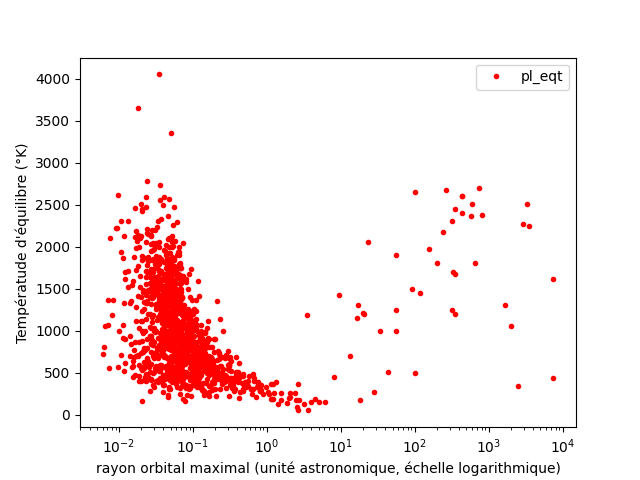 4000
3500
3000
2500
2000
1500
1000
500
0
Températude d'équilibre (°K)
pl_eqt
10⁻² 10⁻¹ 10⁰ 10¹ 10² 10³ 10⁴
rayon orbital maximal (unité astronomique, échelle logarithmique)